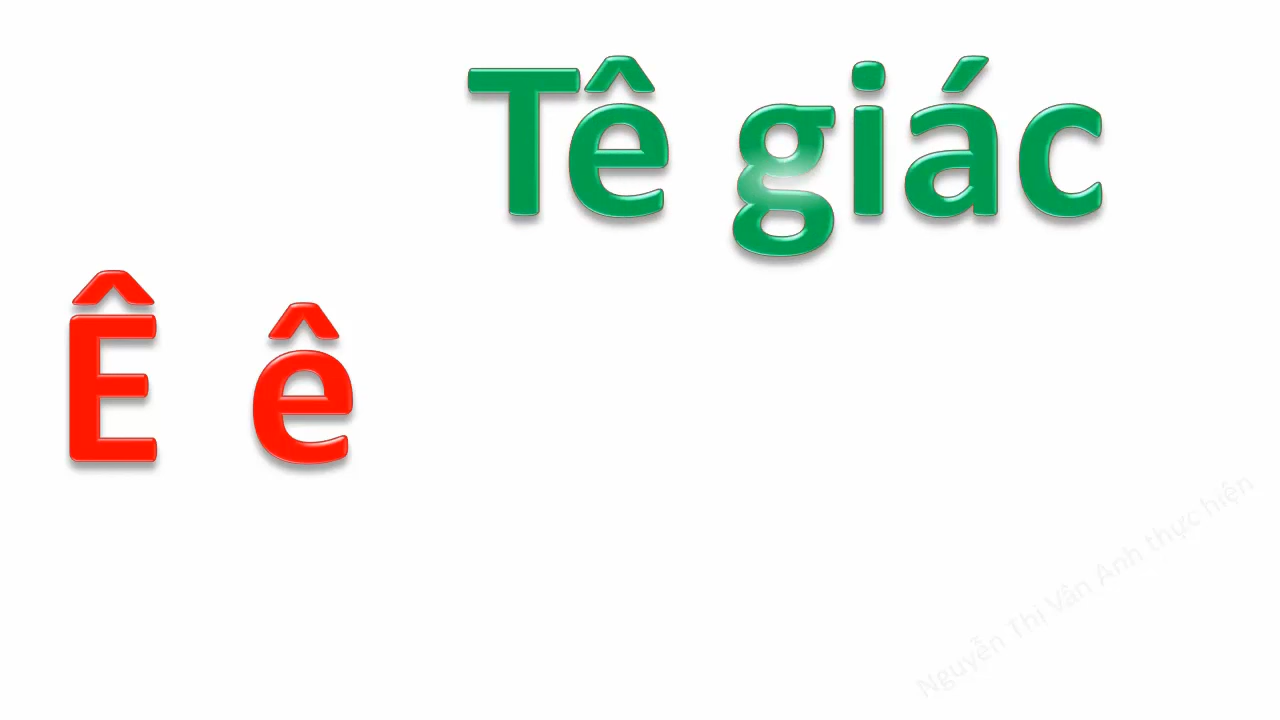 Tê giác
Ê ê
Nguyễn Thị Vân Anh thực hiện